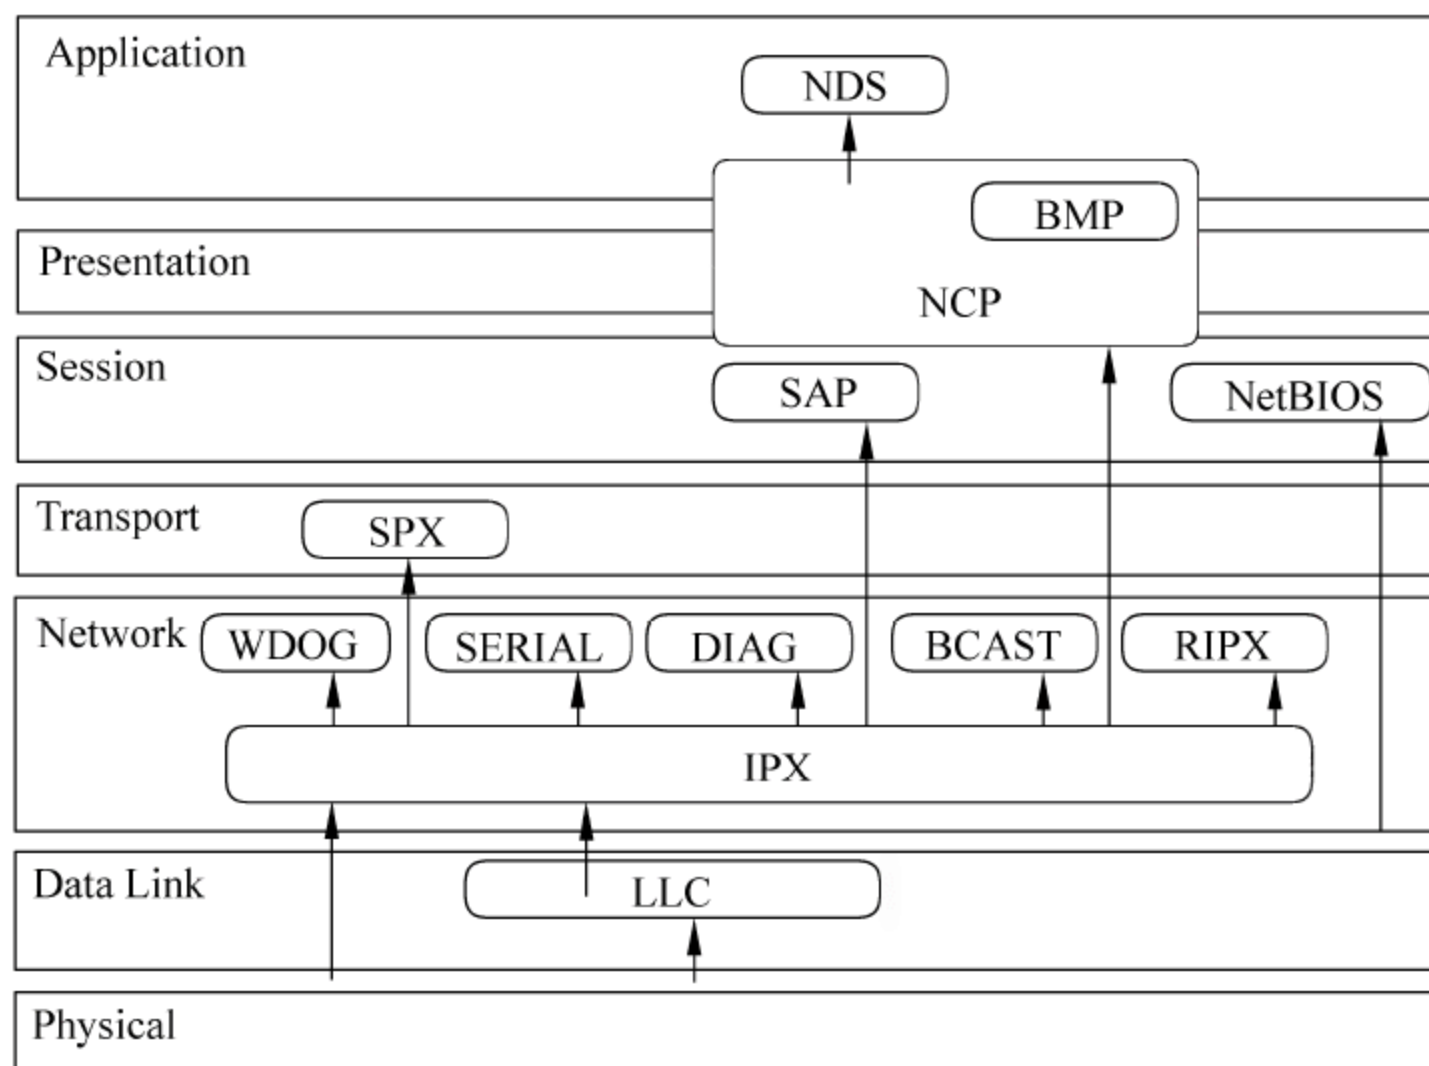 Application
NDS
BMP
Presentation
NCP
Session
SAP
NetBIOS
Transport
SPX
Network
WDOG
SERIAL
DIAG
BCAST
RIPX
IPX
Data Link
LLC
Physical